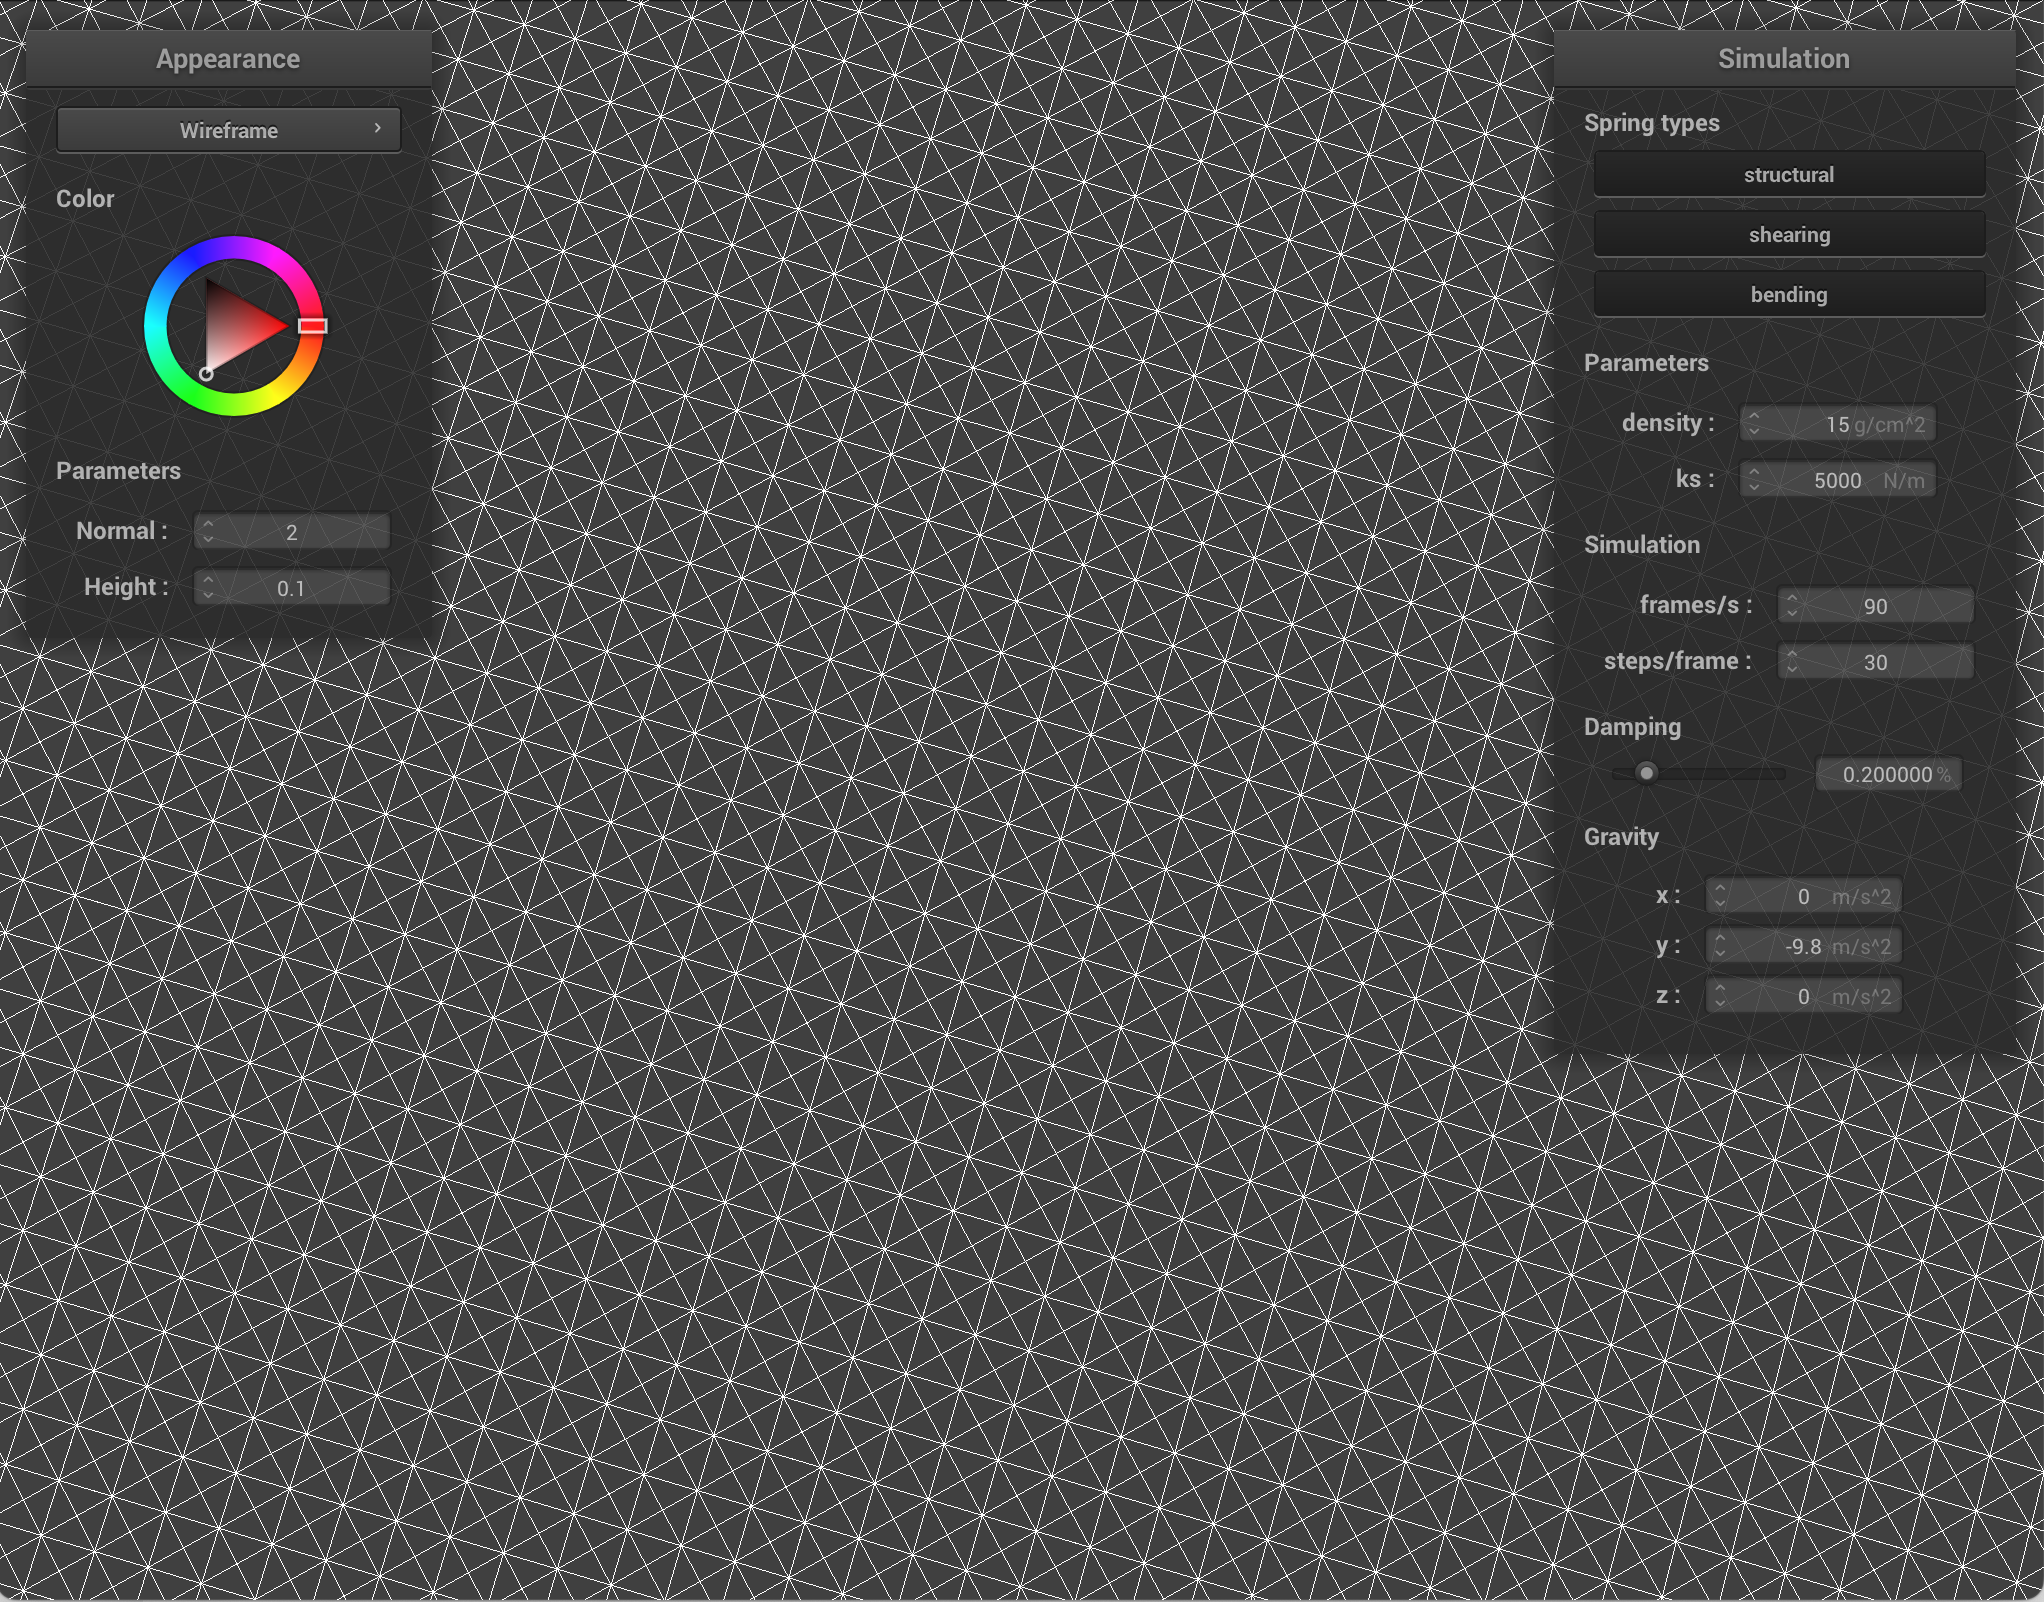 Appearance
Wireframe
Color
Parameters
Normal : 2
Height : 0.1
Simulation
Spring types
structural
shearing
bending
Parameters
density : 15 g/cm^2
ks : 5000 N/m
Simulation
frames/s : 90
steps/frame : 30
Damping
0.200000 %
Gravity
x : 0 m/s^2
y : -9.8 m/s^2
z : 0 m/s^2